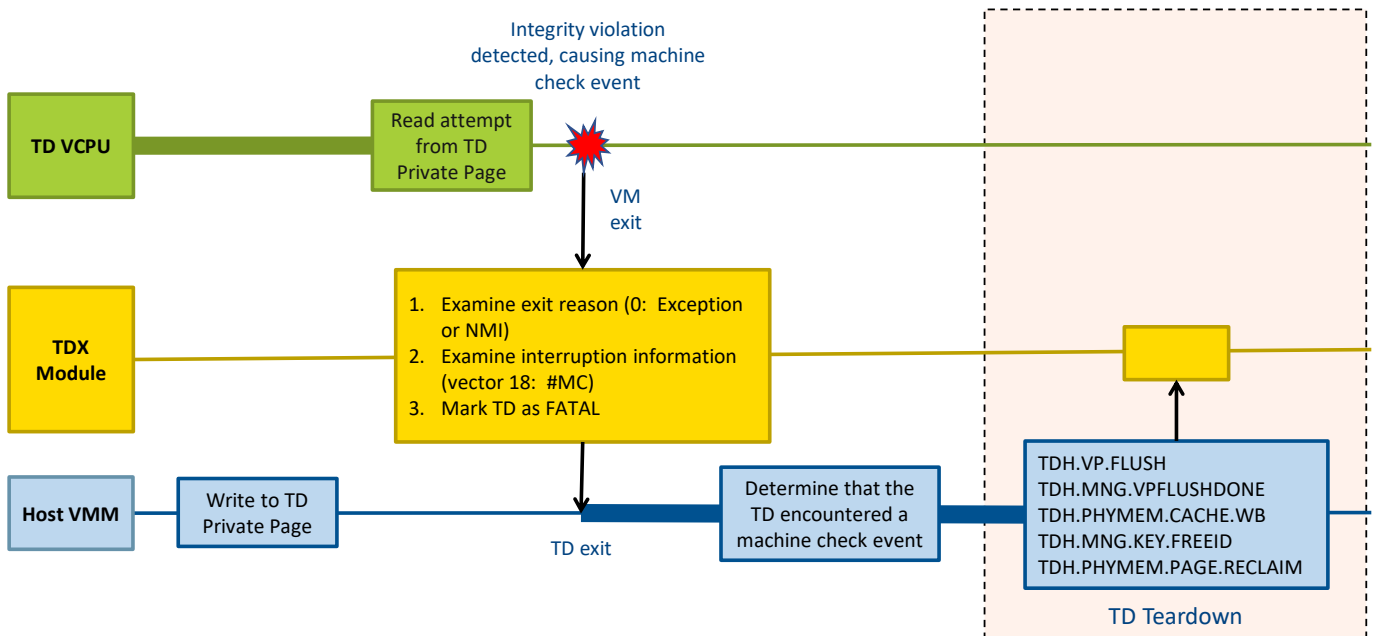 Integrity violation
detected, causing machine
check event
TD VCPU
Read attempt
from TD
Private Page
VM
exit
TDX
Module
1. Examine exit reason (0: Exception
or NMI)
2. Examine interruption information
(vector 18: #MC)
3. Mark TD as FATAL
Host VMM
Write to TD
Private Page
TD exit
Determine that the
TD encountered a
machine check event
TDH.VP.FLUSH
TDH.MNG.VPFLUSHDONE
TDH.PHYMEM.CACHE.WB
TDH.MNG.KEY.FREEID
TDH.PHYMEM.PAGE.RECLAIM
TD Teardown